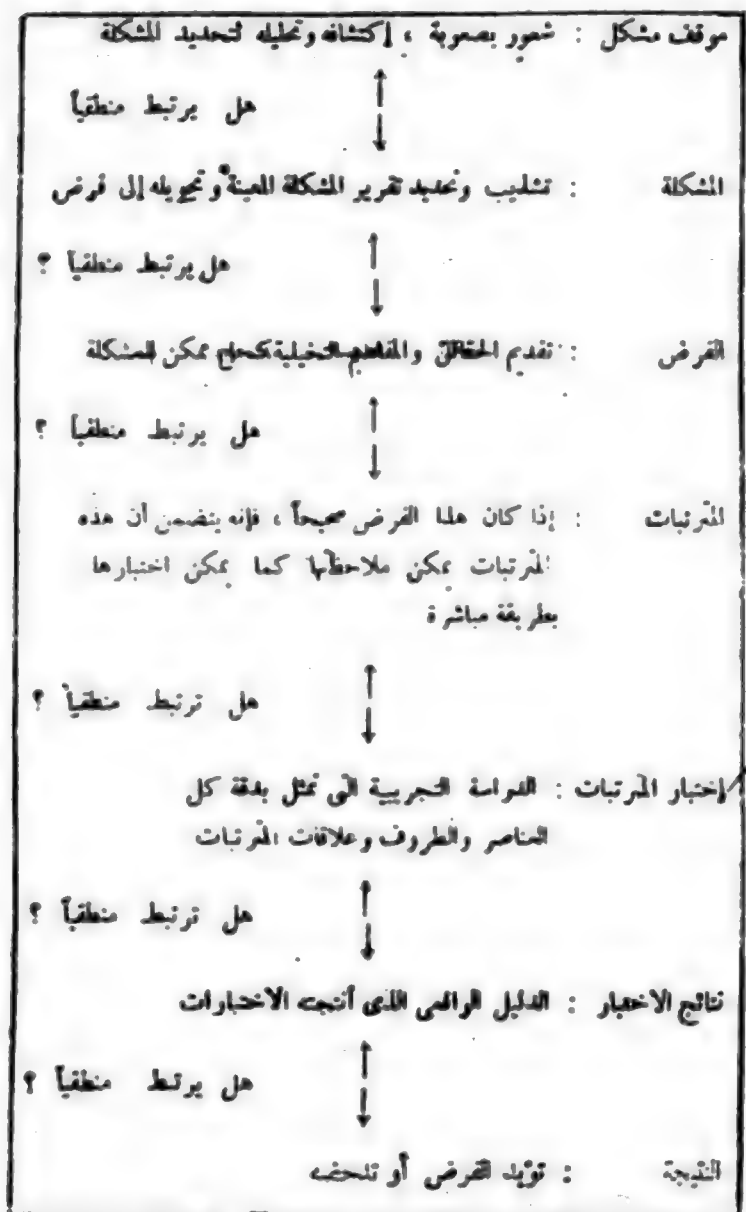 موقف مشكل : شعور بصعوبة ، إكتشافه وتحليله لتحديد المشكلة
هل يرتبط منطقياً
المشكلة : تشذيب وتحديد تقرير المشكلة المعينة وتحويله إلى فرض
هل يرتبط منطقياً ؟
الفرض : تقديم الحقائق والمفاهيم التخيلية كحل ممكن للمشكلة
هل يرتبط منطقياً ؟
المترتبات : إذا كان هذا الفرض صحيحاً ، فإنه يتضمن أن هذه
المترتبات يمكن ملاحظتها كما يمكن اختبارها
بطريقة مباشرة
هل ترتبط منطقياً ؟
إختبار المترتبات : الدراسة التجريبية التى تمثل بدقة كل
العناصر والظروف وعلاقات المترتبات
هل ترتبط منطقياً ؟
نتائج الاختبار : الدليل الواقعى الذى أنتجته الاختبارات
هل يرتبط منطقياً ؟
النتيجة : تؤيد الفرض أو تدحضه